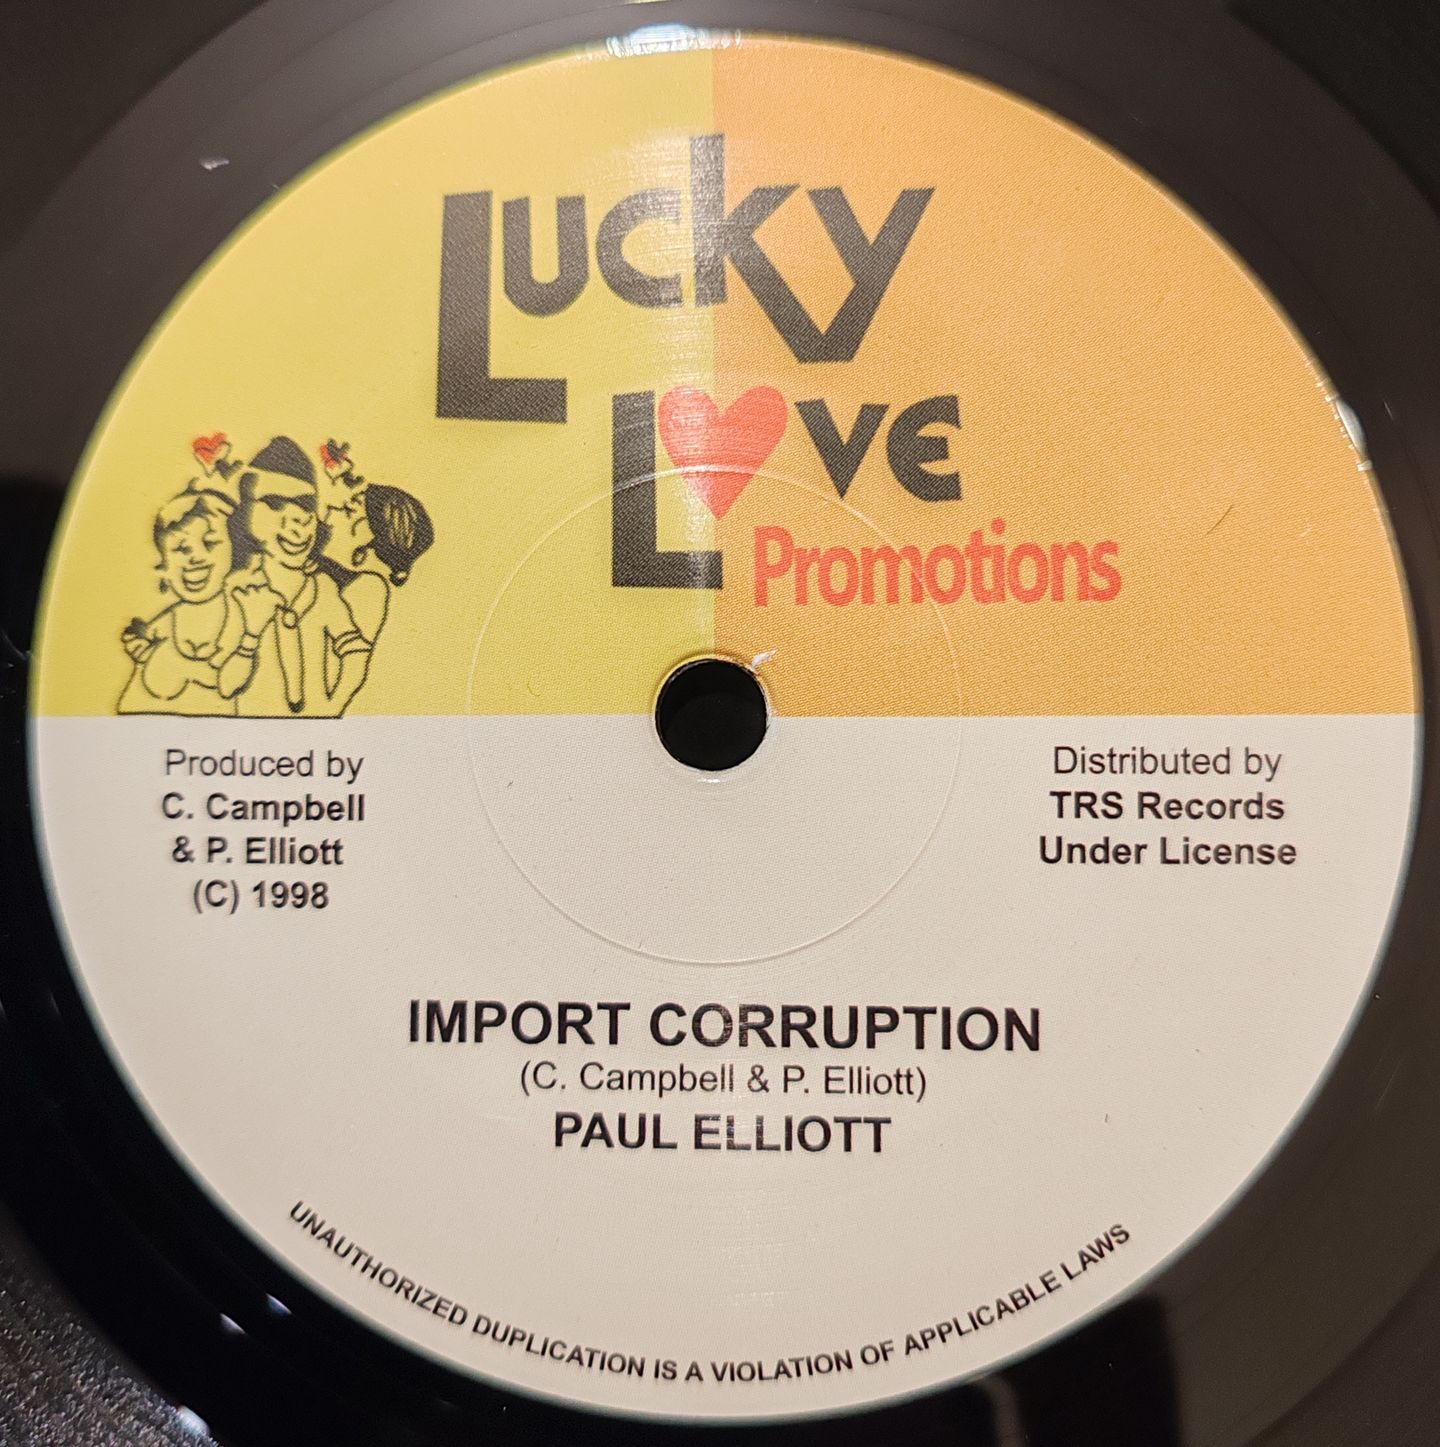 Lucky
Love
Promotions
Produced by
C. Campbell
& P. Elliott
(C) 1998
Distributed by
TRS Records
Under License
IMPORT CORRUPTION
(C. Campbell & P. Elliott)
PAUL ELLIOTT
UNAUTHORIZED DUPLICATION IS A VIOLATION OF APPLICABLE LAWS